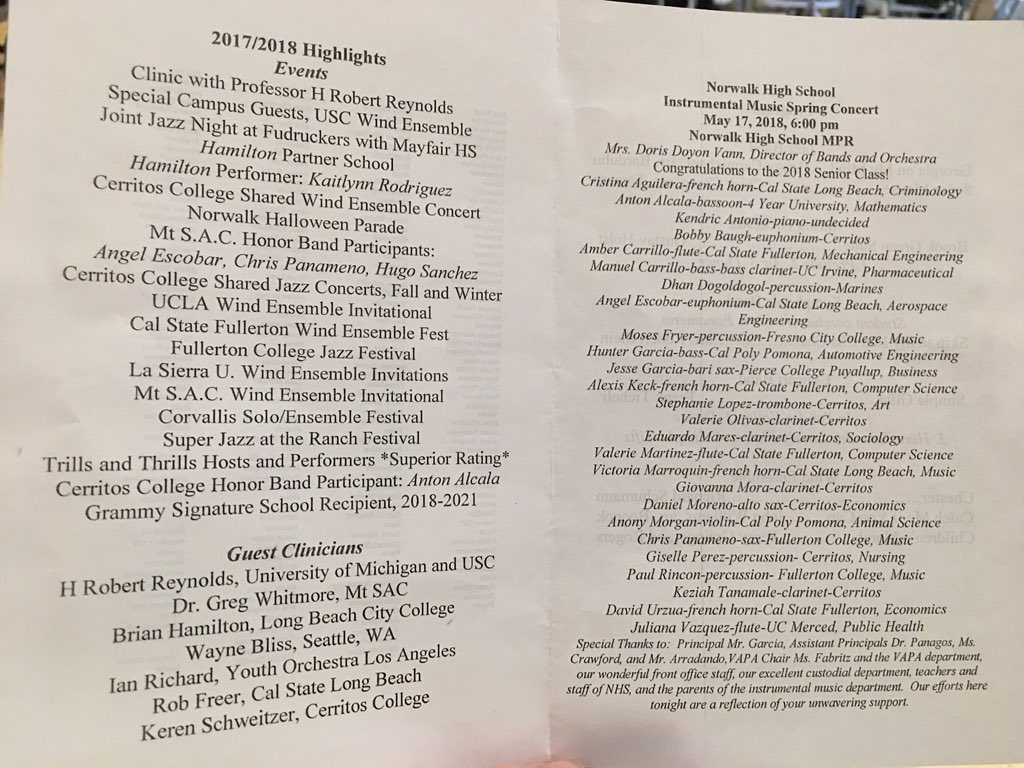 2017/2018 Highlights
Events
Clinic with Professor H Robert Reynolds
Special Campus Guests, USC Wind Ensemble
Joint Jazz Night at Fudruckers with Mayfair HS
Hamilton Partner School
Hamilton Performer: Kaitlynn Rodriguez
Cerritos College Shared Wind Ensemble Concert
Norwalk Halloween Parade
Mt S.A.C. Honor Band Participants:
Angel Escobar, Chris Panameno, Hugo Sanchez
Cerritos College Shared Jazz Concerts, Fall and Winter
UCLA Wind Ensemble Invitational
Cal State Fullerton Wind Ensemble Fest
Fullerton College Jazz Festival
La Sierra U. Wind Ensemble Invitations
Mt S.A.C. Wind Ensemble Invitational
Corvallis Solo/Ensemble Festival
Super Jazz at the Ranch Festival
Trills and Thrills Hosts and Performers *Superior Rating*
Cerritos College Honor Band Participant: Anton Alcala
Grammy Signature School Recipient, 2018-2021
Guest Clinicians
H Robert Reynolds, University of Michigan and USC
Dr. Greg Whitmore, Mt SAC
Brian Hamilton, Long Beach City College
Wayne Bliss, Seattle, WA
Ian Richard, Youth Orchestra Los Angeles
Rob Freer, Cal State Long Beach
Keren Schweitzer, Cerritos College
Norwalk High School
Instrumental Music Spring Concert
May 17, 2018, 6:00 pm
Norwalk High School MPR
Mrs. Doris Doyon Vann, Director of Bands and Orchestra
Congratulations to the 2018 Senior Class!
Cristina Aguilera-french horn-Cal State Long Beach, Criminology
Anton Alcala-bassoon-4 Year University, Mathematics
Kendric Antonio-piano-undecided
Bobby Baugh-euphonium-Cerritos
Amber Carrillo-flute-Cal State Fullerton, Mechanical Engineering
Manuel Carrillo-bass-bass clarinet-UC Irvine, Pharmaceutical
Dhan Dogoldogol-percussion-Marines
Angel Escobar-euphonium-Cal State Long Beach, Aerospace
Engineering
Moses Fryer-percussion-Fresno City College, Music
Hunter Garcia-bass-Cal Poly Pomona, Automotive Engineering
Jesse Garcia-bari sax-Pierce College Puyallup, Business
Alexis Keck-french horn-Cal State Fullerton, Computer Science
Stephanie Lopez-trombone-Cerritos, Art
Valerie Olivas-clarinet-Cerritos
Eduardo Mares-clarinet-Cerritos, Sociology
Valerie Martinez-flute-Cal State Fullerton, Computer Science
Victoria Marroquin-french horn-Cal State Long Beach, Music
Giovanna Mora-clarinet-Cerritos
Daniel Moreno-alto sax-Cerritos-Economics
Anony Morgan-violin-Cal Poly Pomona, Animal Science
Chris Panameno-sax-Fullerton College, Music
Giselle Perez-percussion- Cerritos, Nursing
Paul Rincon-percussion- Fullerton College, Music
Keziah Tanamale-clarinet-Cerritos
David Urzua-french horn-Cal State Fullerton, Economics
Juliana Vazquez-flute-UC Merced, Public Health
Special Thanks to: Principal Mr. Garcia, Assistant Principals Dr. Panagos, Ms.
Crawford, and Mr. Arradando,VAPA Chair Ms. Fabritz and the VAPA department,
our wonderful front office staff, our excellent custodial department, teachers and
staff of NHS, and the parents of the instrumental music department. Our efforts here
tonight are a reflection of your unwavering support.